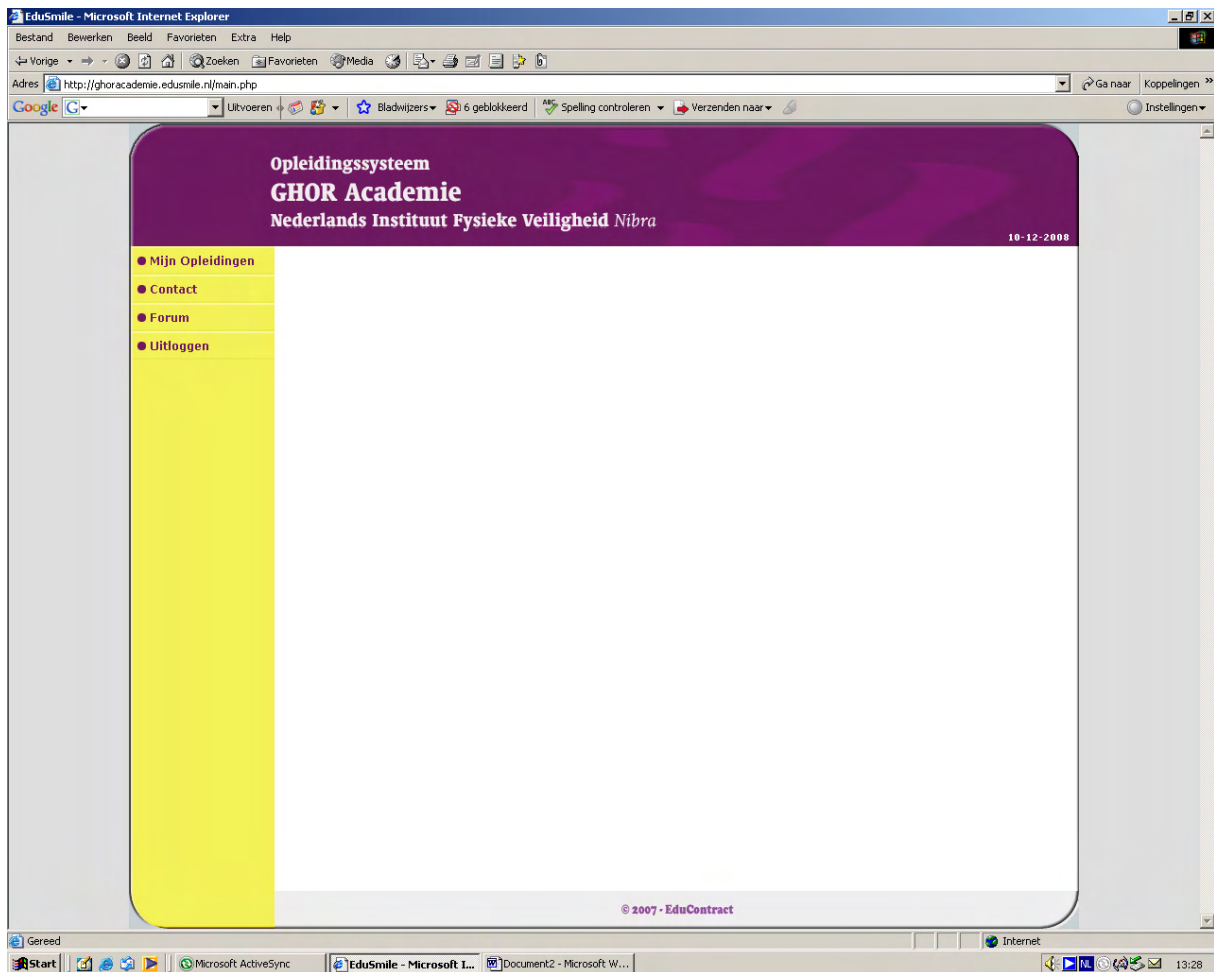 EduSmile - Microsoft Internet Explorer
Bestand Bewerken Beeld Favorieten Extra Help
Vorige Zoeken Favorieten Media
Adres http://ghoracademie.edusmile.nl/main.php Ga naar Koppelingen »
Google G Uitvoeren Bladwijzers 6 geblokkeerd Spelling controleren Verzenden naar Instellingen
Opleidingssysteem
GHOR Academie
Nederlands Instituut Fysieke Veiligheid Nibra
10-12-2008
Mijn Opleidingen
Contact
Forum
Uitloggen
© 2007 - EduContract
Gereed Internet
Start Microsoft ActiveSync EduSmile - Microsoft I... Document2 - Microsoft W... NL 13:28